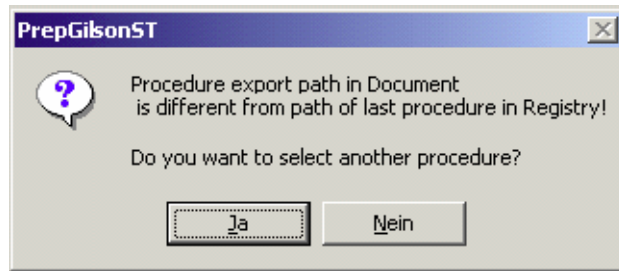 PrepGilsonST
Procedure export path in Document
is different from path of last procedure in Registry!
Do you want to select another procedure?
Ja
Nein